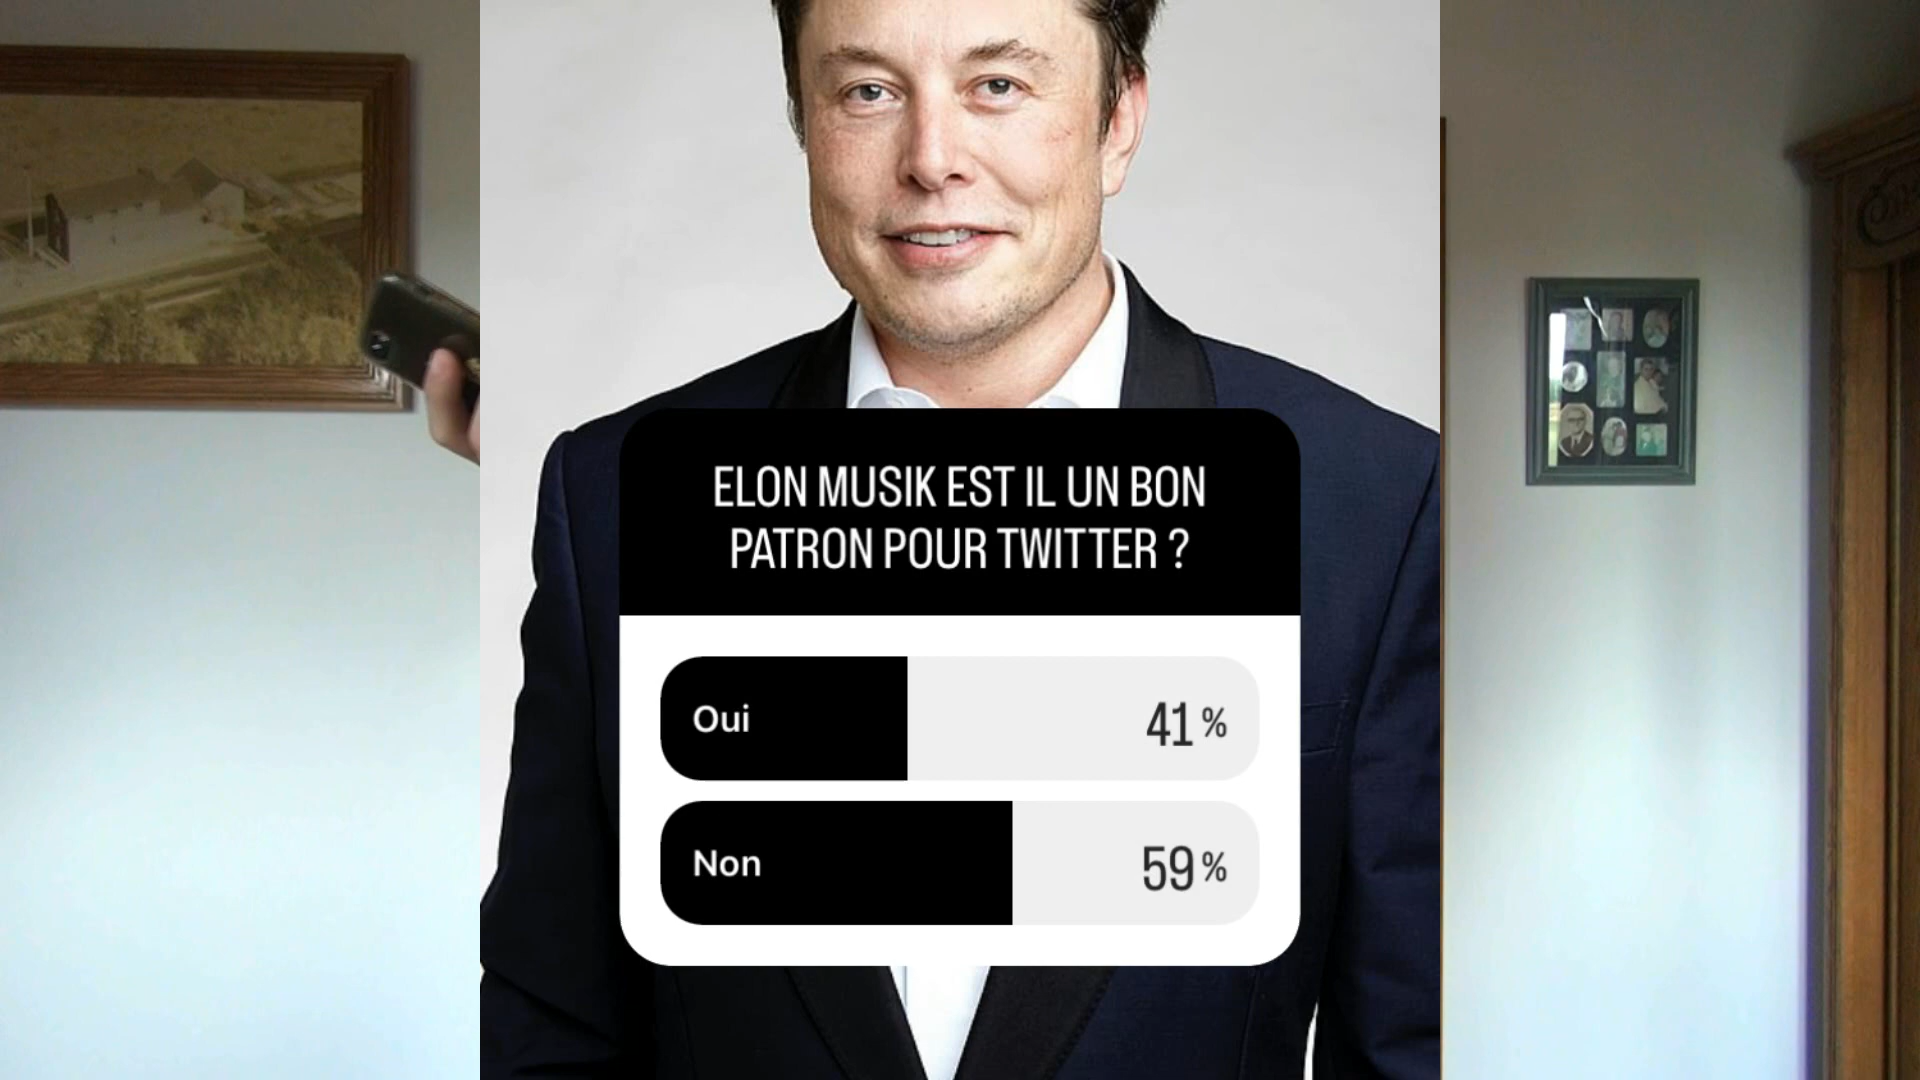 ELON MUSIK EST IL UN BON
PATRON POUR TWITTER ?
Oui
41%
Non
59%